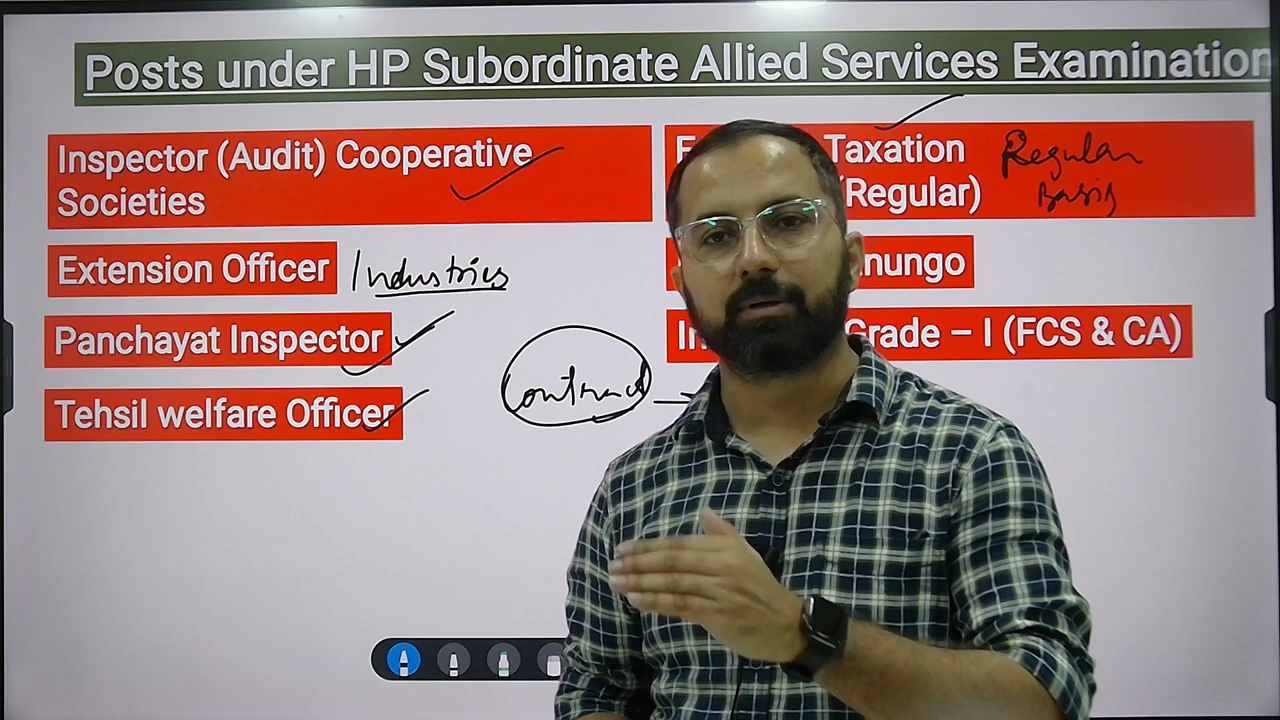 Posts under HP Subordinate Allied Services Examination
Inspector (Audit) Cooperative
Societies
Extension Officer
Industries
Panchayat Inspector
Tehsil welfare Officer
Contract
Taxation
(Regular)
Regular
Basis
Grade – I (FCS & CA)